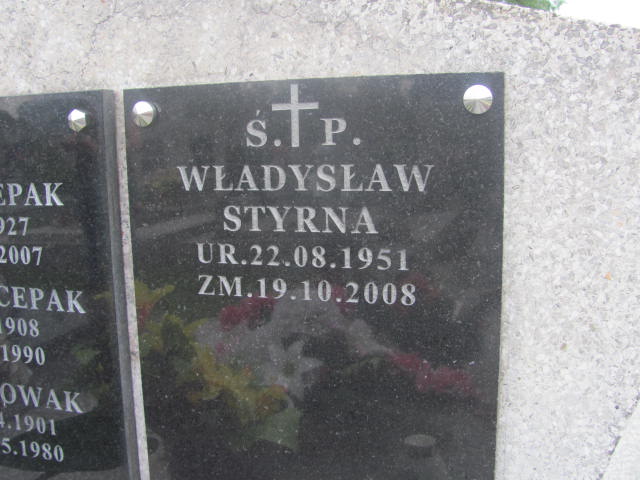 Ś. P.
WŁADYSŁAW
STYRNA
UR.22.08.1951
ZM.19.10.2008
EPAK
927
2007
CEPAK
1908
1990
OWAK
.1901
5.1980